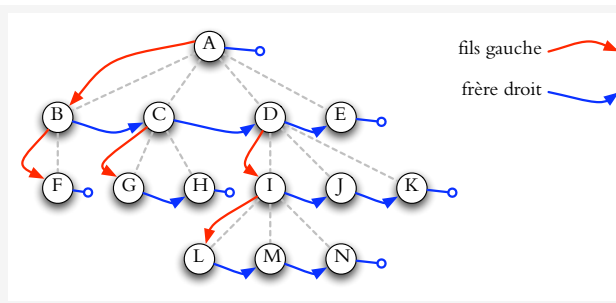 A
fils gauche
frère droit
B C D E
F G H I J K
L M N